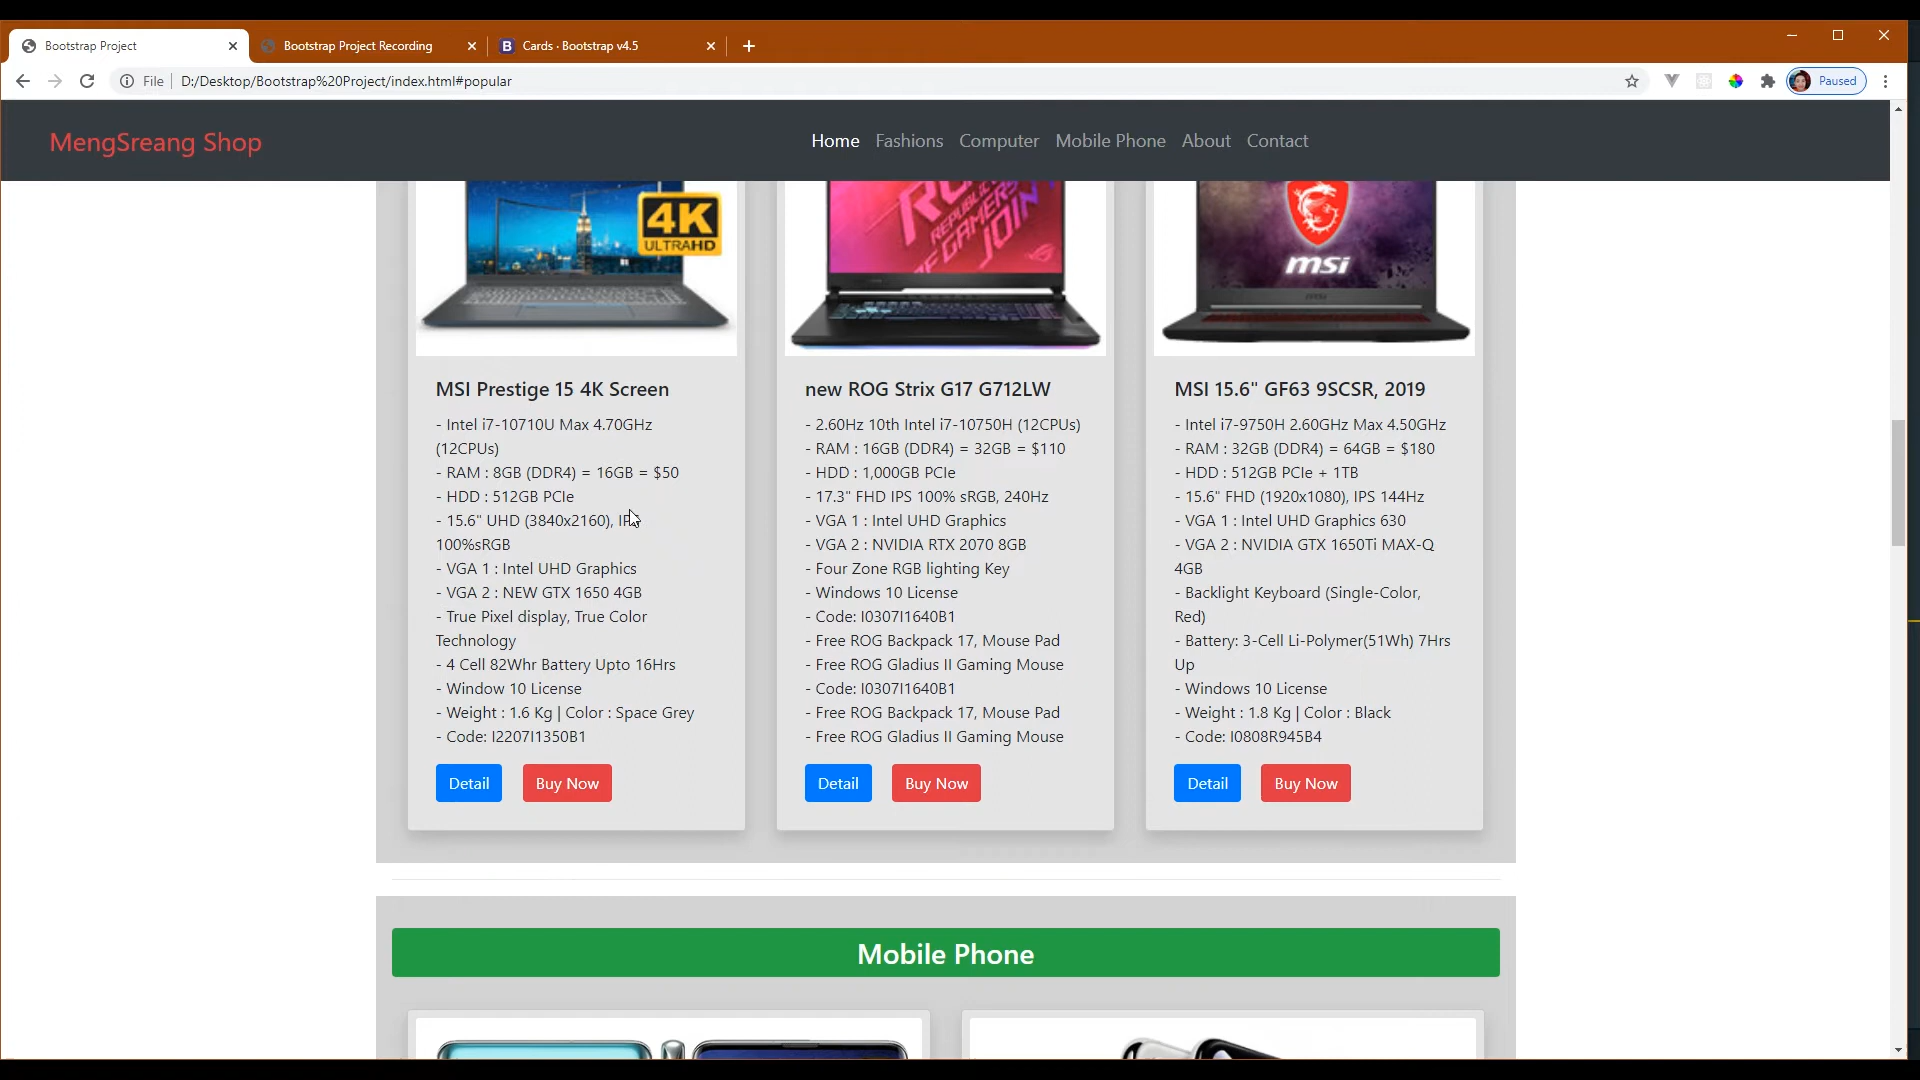 Bootstrap Project
Bootstrap Project Recording
B Cards · Bootstrap v4.5
File D:/Desktop/Bootstrap%20Project/index.html#popular
Paused
MengSreang Shop
Home Fashions Computer Mobile Phone About Contact
4K
ULTRAHD
REPUBLIC OF
GAMERS
JOIN
msi
MSI Prestige 15 4K Screen
- Intel i7-10710U Max 4.70GHz
(12CPUs)
- RAM : 8GB (DDR4) = 16GB = $50
- HDD : 512GB PCIe
- 15.6" UHD (3840x2160), IPS
100%sRGB
- VGA 1 : Intel UHD Graphics
- VGA 2 : NEW GTX 1650 4GB
- True Pixel display, True Color
Technology
- 4 Cell 82Whr Battery Upto 16Hrs
- Window 10 License
- Weight : 1.6 Kg | Color : Space Grey
- Code: I2207I1350B1
Detail Buy Now
new ROG Strix G17 G712LW
- 2.60Hz 10th Intel i7-10750H (12CPUs)
- RAM : 16GB (DDR4) = 32GB = $110
- HDD : 1,000GB PCIe
- 17.3" FHD IPS 100% sRGB, 240Hz
- VGA 1 : Intel UHD Graphics
- VGA 2 : NVIDIA RTX 2070 8GB
- Four Zone RGB lighting Key
- Windows 10 License
- Code: I0307I1640B1
- Free ROG Backpack 17, Mouse Pad
- Free ROG Gladius II Gaming Mouse
- Code: I0307I1640B1
- Free ROG Backpack 17, Mouse Pad
- Free ROG Gladius II Gaming Mouse
Detail Buy Now
MSI 15.6" GF63 9SCSR, 2019
- Intel i7-9750H 2.60GHz Max 4.50GHz
- RAM : 32GB (DDR4) = 64GB = $180
- HDD : 512GB PCIe + 1TB
- 15.6" FHD (1920x1080), IPS 144Hz
- VGA 1 : Intel UHD Graphics 630
- VGA 2 : NVIDIA GTX 1650Ti MAX-Q
4GB
- Backlight Keyboard (Single-Color,
Red)
- Battery: 3-Cell Li-Polymer(51Wh) 7Hrs
Up
- Windows 10 License
- Weight : 1.8 Kg | Color : Black
- Code: I0808R945B4
Detail Buy Now
Mobile Phone